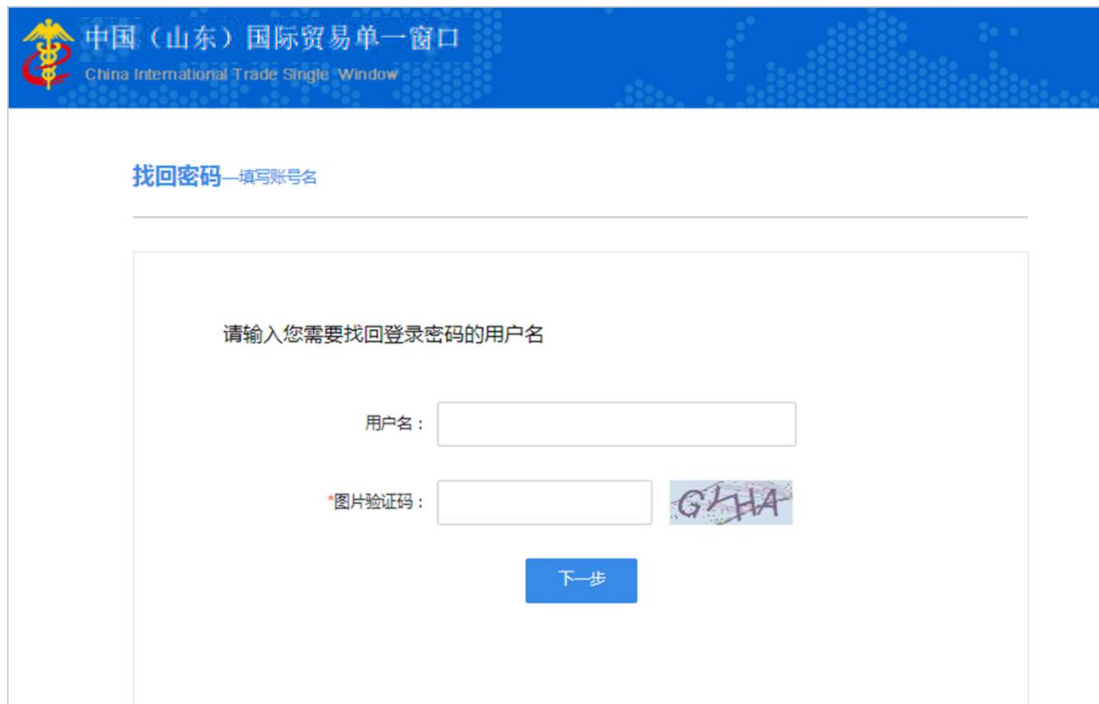 中国（山东）国际贸易单一窗口
China International Trade Single Window
找回密码—填写账号名
请输入您需要找回登录密码的用户名
用户名：
*图片验证码：
下一步